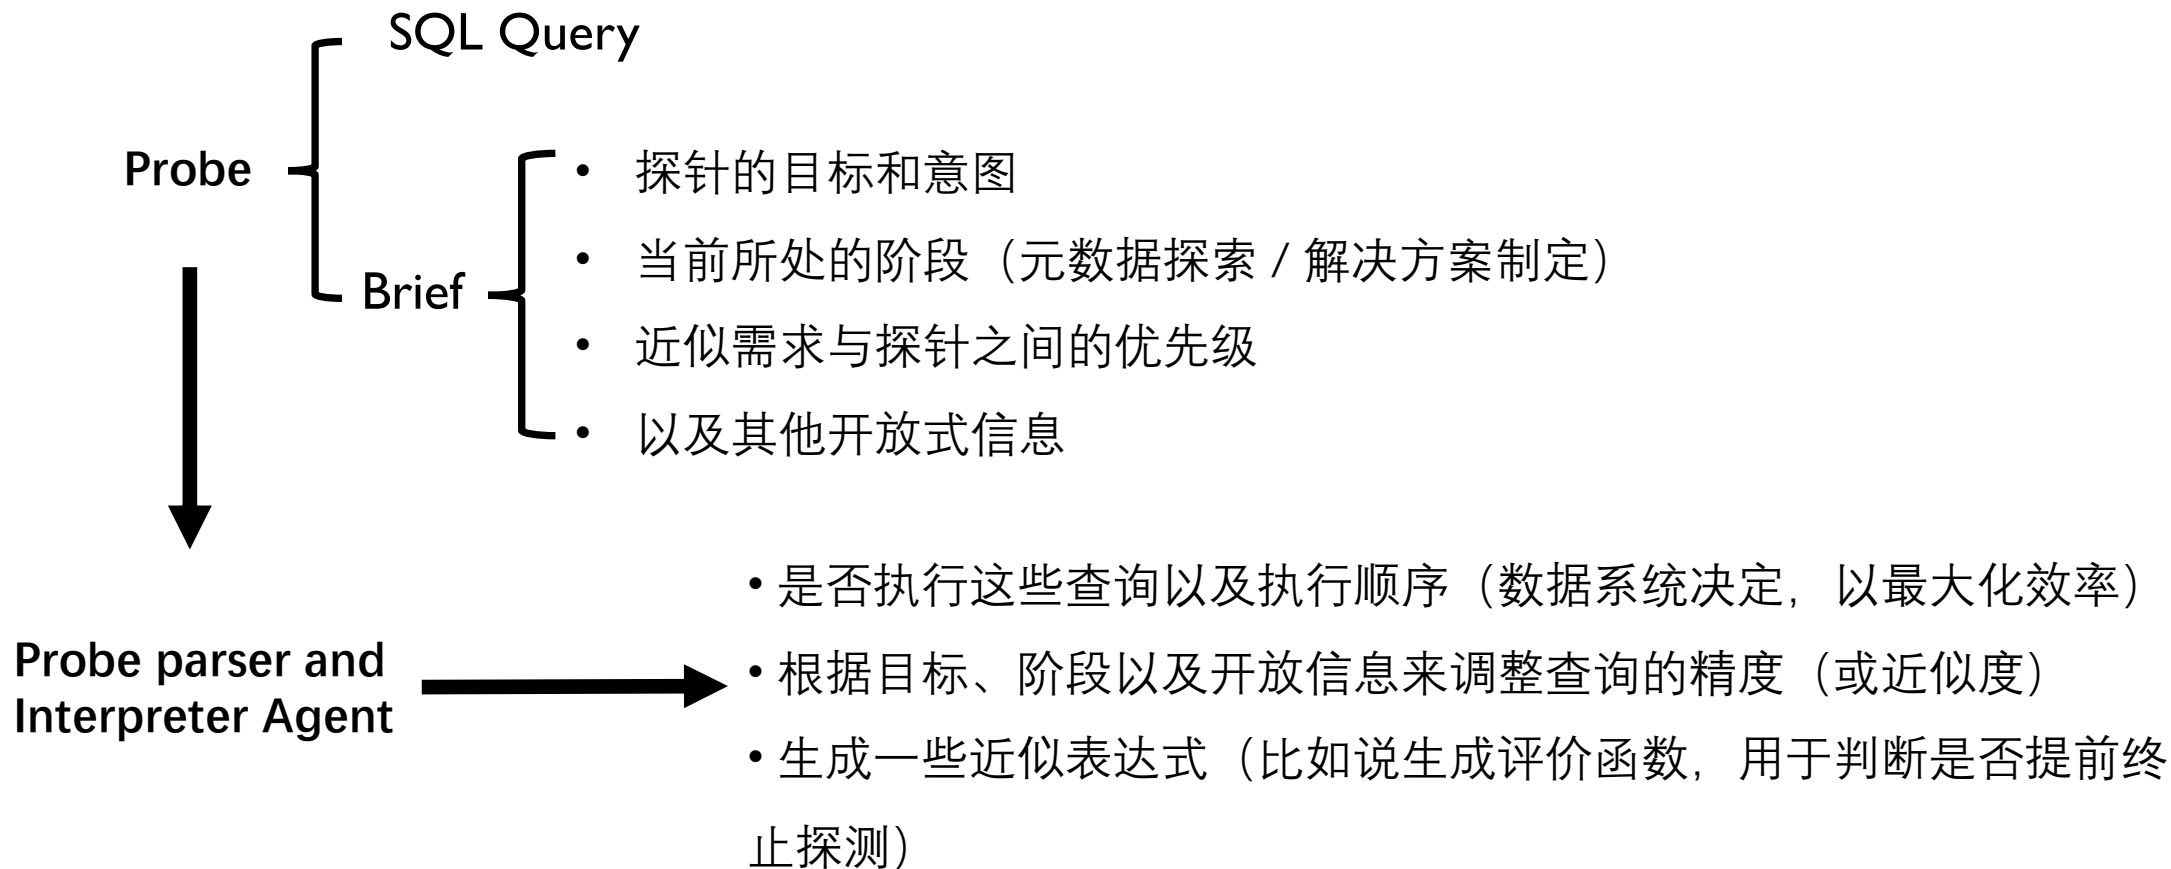 SQL Query
Probe
• 探针的目标和意图
• 当前所处的阶段（元数据探索 / 解决方案制定）
Brief
• 近似需求与探针之间的优先级
• 以及其他开放式信息
• 是否执行这些查询以及执行顺序（数据系统决定，以最大化效率）
Probe parser and
Interpreter Agent
• 根据目标、阶段以及开放信息来调整查询的精度（或近似度）
• 生成一些近似表达式（比如说生成评价函数，用于判断是否提前终
止探测）